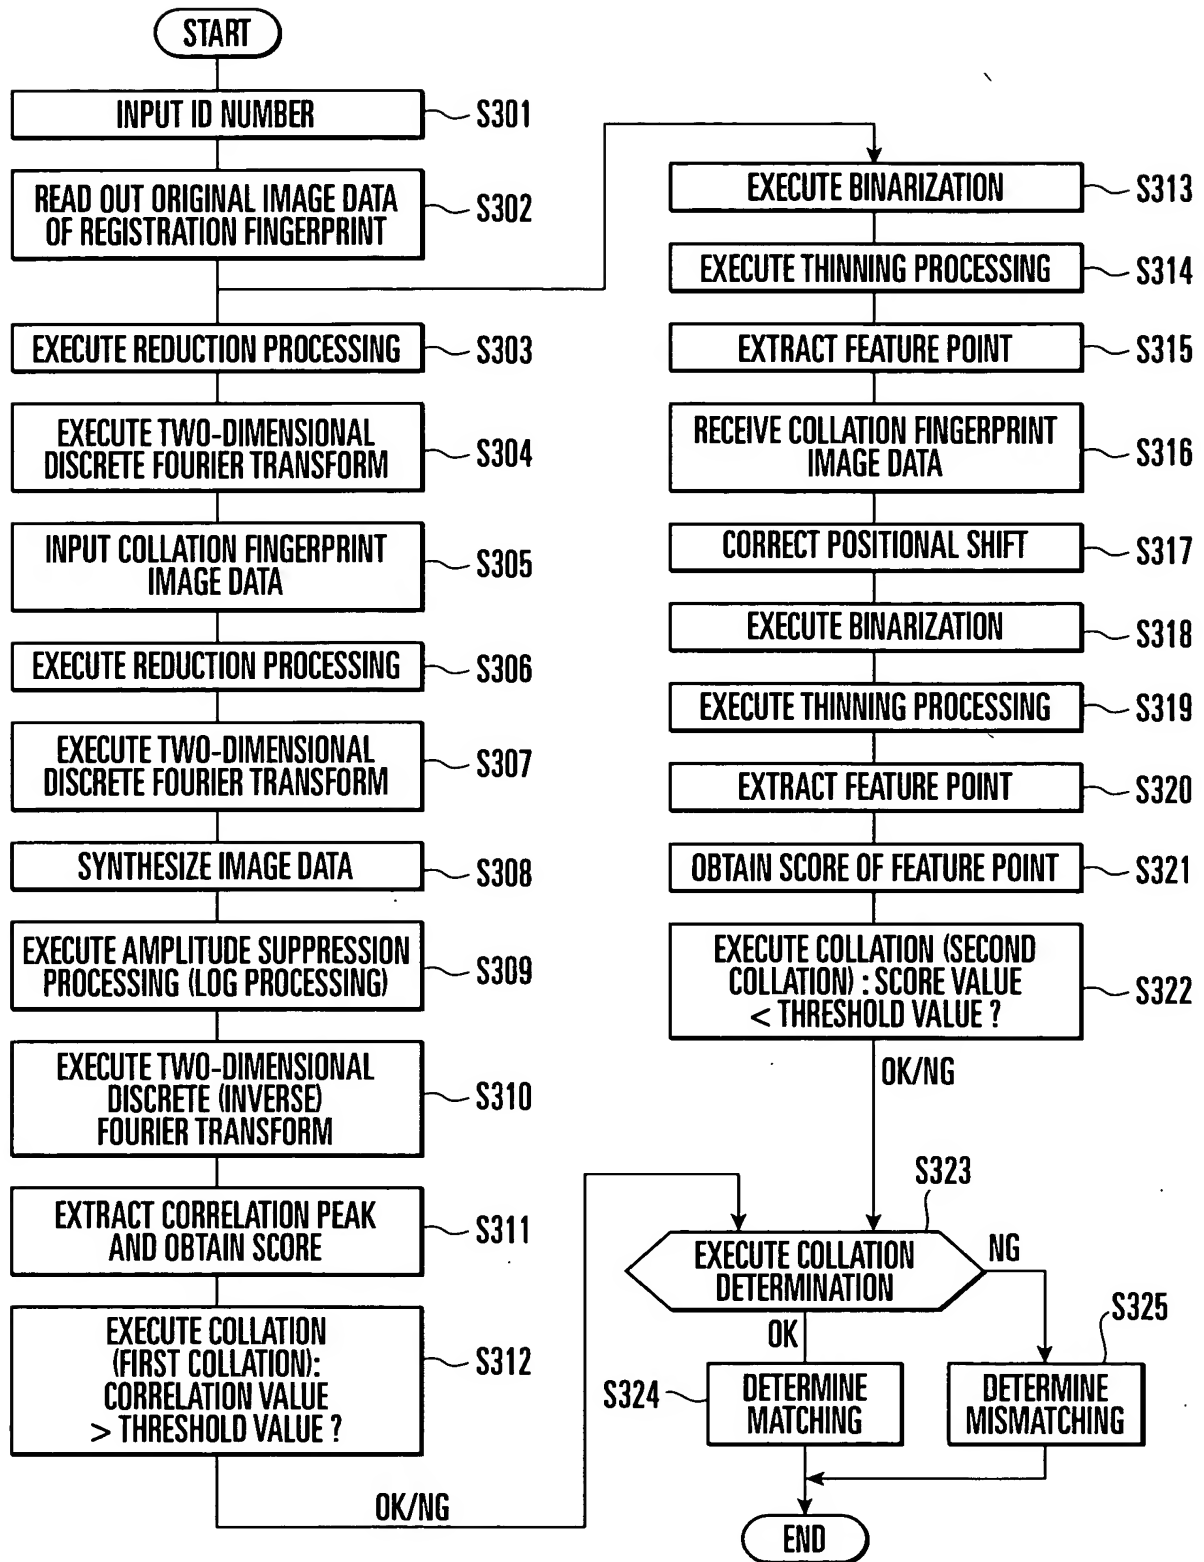 START
INPUT ID NUMBER
S301
READ OUT ORIGINAL IMAGE DATA
OF REGISTRATION FINGERPRINT
S302
EXECUTE REDUCTION PROCESSING
S303
EXECUTE TWO-DIMENSIONAL
DISCRETE FOURIER TRANSFORM
S304
INPUT COLLATION FINGERPRINT
IMAGE DATA
S305
EXECUTE REDUCTION PROCESSING
S306
EXECUTE TWO-DIMENSIONAL
DISCRETE FOURIER TRANSFORM
S307
SYNTHESIZE IMAGE DATA
S308
EXECUTE AMPLITUDE SUPPRESSION
PROCESSING (LOG PROCESSING)
S309
EXECUTE TWO-DIMENSIONAL
DISCRETE (INVERSE)
FOURIER TRANSFORM
S310
EXTRACT CORRELATION PEAK
AND OBTAIN SCORE
S311
EXECUTE COLLATION
(FIRST COLLATION):
CORRELATION VALUE
> THRESHOLD VALUE ?
S312
OK/NG
EXECUTE BINARIZATION
S313
EXECUTE THINNING PROCESSING
S314
EXTRACT FEATURE POINT
S315
RECEIVE COLLATION FINGERPRINT
IMAGE DATA
S316
CORRECT POSITIONAL SHIFT
S317
EXECUTE BINARIZATION
S318
EXECUTE THINNING PROCESSING
S319
EXTRACT FEATURE POINT
S320
OBTAIN SCORE OF FEATURE POINT
S321
EXECUTE COLLATION (SECOND
COLLATION) : SCORE VALUE
< THRESHOLD VALUE ?
S322
OK/NG
S323
EXECUTE COLLATION
DETERMINATION
NG
OK
S325
S324
DETERMINE
MATCHING
DETERMINE
MISMATCHING
END